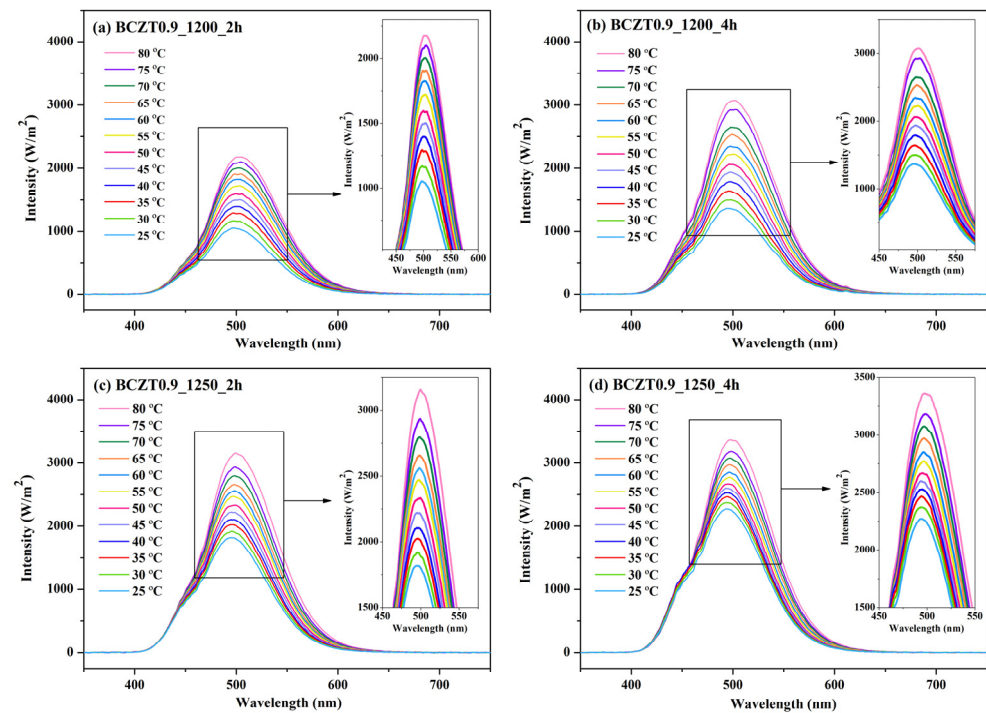 (a) BCZT0.9_1200_2h
4000
3000
2000
1000
0
Intensity (W/m²)
80 °C
75 °C
70 °C
65 °C
60 °C
55 °C
50 °C
45 °C
40 °C
35 °C
30 °C
25 °C
400
500
600
700
Wavelength (nm)
2000
1000
Intensity (W/m²)
450
500
550
600
Wavelength (nm)
(b) BCZT0.9_1200_4h
4000
3000
2000
1000
0
Intensity (W/m²)
80 °C
75 °C
70 °C
65 °C
60 °C
55 °C
50 °C
45 °C
40 °C
35 °C
30 °C
25 °C
400
500
600
700
Wavelength (nm)
3000
2000
1000
Intensity (W/m²)
450
500
550
Wavelength (nm)
(c) BCZT0.9_1250_2h
4000
3000
2000
1000
0
Intensity (W/m²)
80 °C
75 °C
70 °C
65 °C
60 °C
55 °C
50 °C
45 °C
40 °C
35 °C
30 °C
25 °C
400
500
600
700
Wavelength (nm)
3000
2500
2000
1500
Intensity (W/m²)
450
500
550
Wavelength (nm)
(d) BCZT0.9_1250_4h
4000
3000
2000
1000
0
Intensity (W/m²)
80 °C
75 °C
70 °C
65 °C
60 °C
55 °C
50 °C
45 °C
40 °C
35 °C
30 °C
25 °C
400
500
600
700
Wavelength (nm)
3500
3000
2500
2000
1500
Intensity (W/m²)
450
500
550
Wavelength (nm)